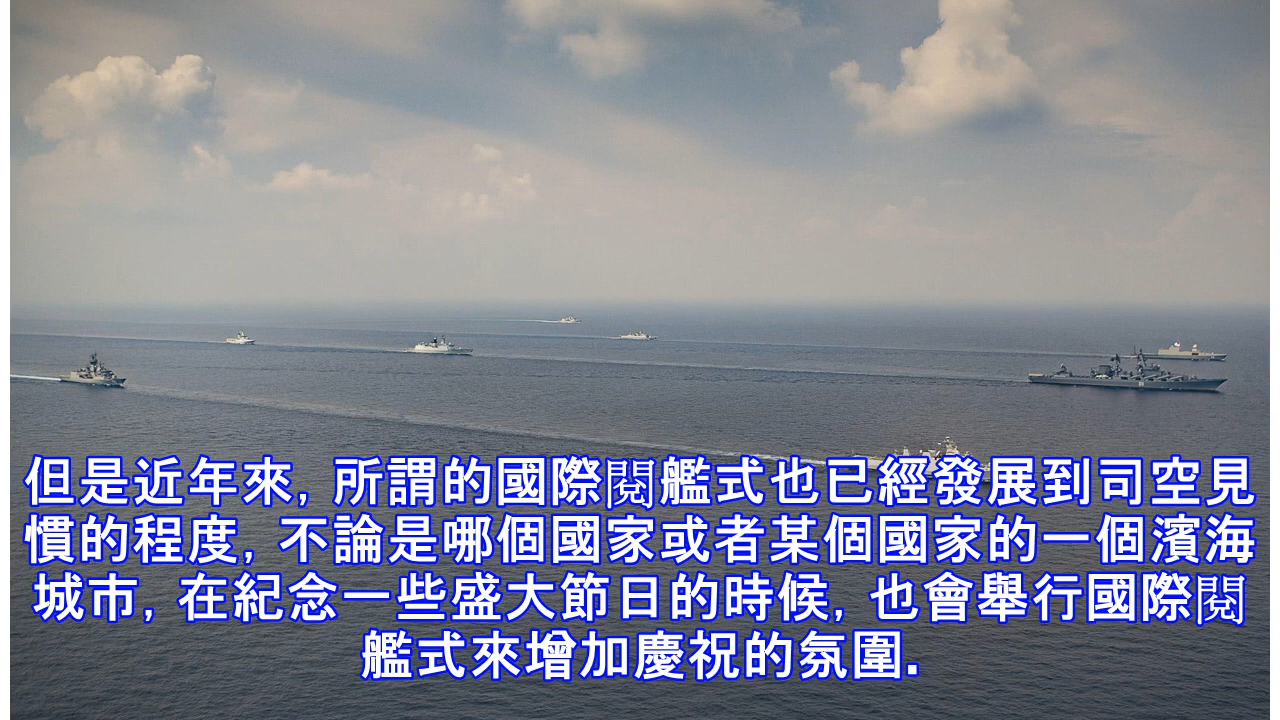 但是近年來, 所謂的國際閱艦式也已經發展到司空見
慣的程度, 不論是哪個國家或者某個國家的一個濱海
城市, 在紀念一些盛大節日的時候, 也會舉行國際閱
艦式來增加慶祝的氛圍.